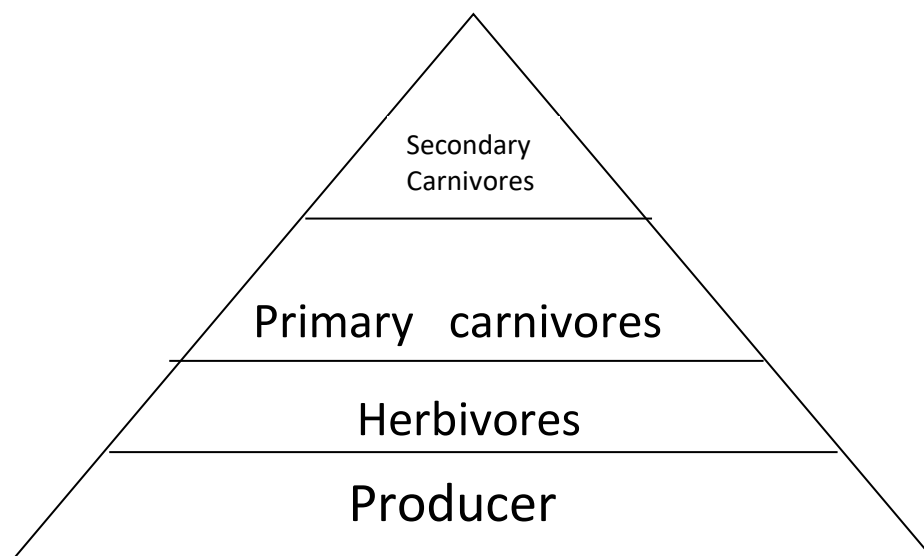 Secondary
Carnivores
Primary carnivores
Herbivores
Producer